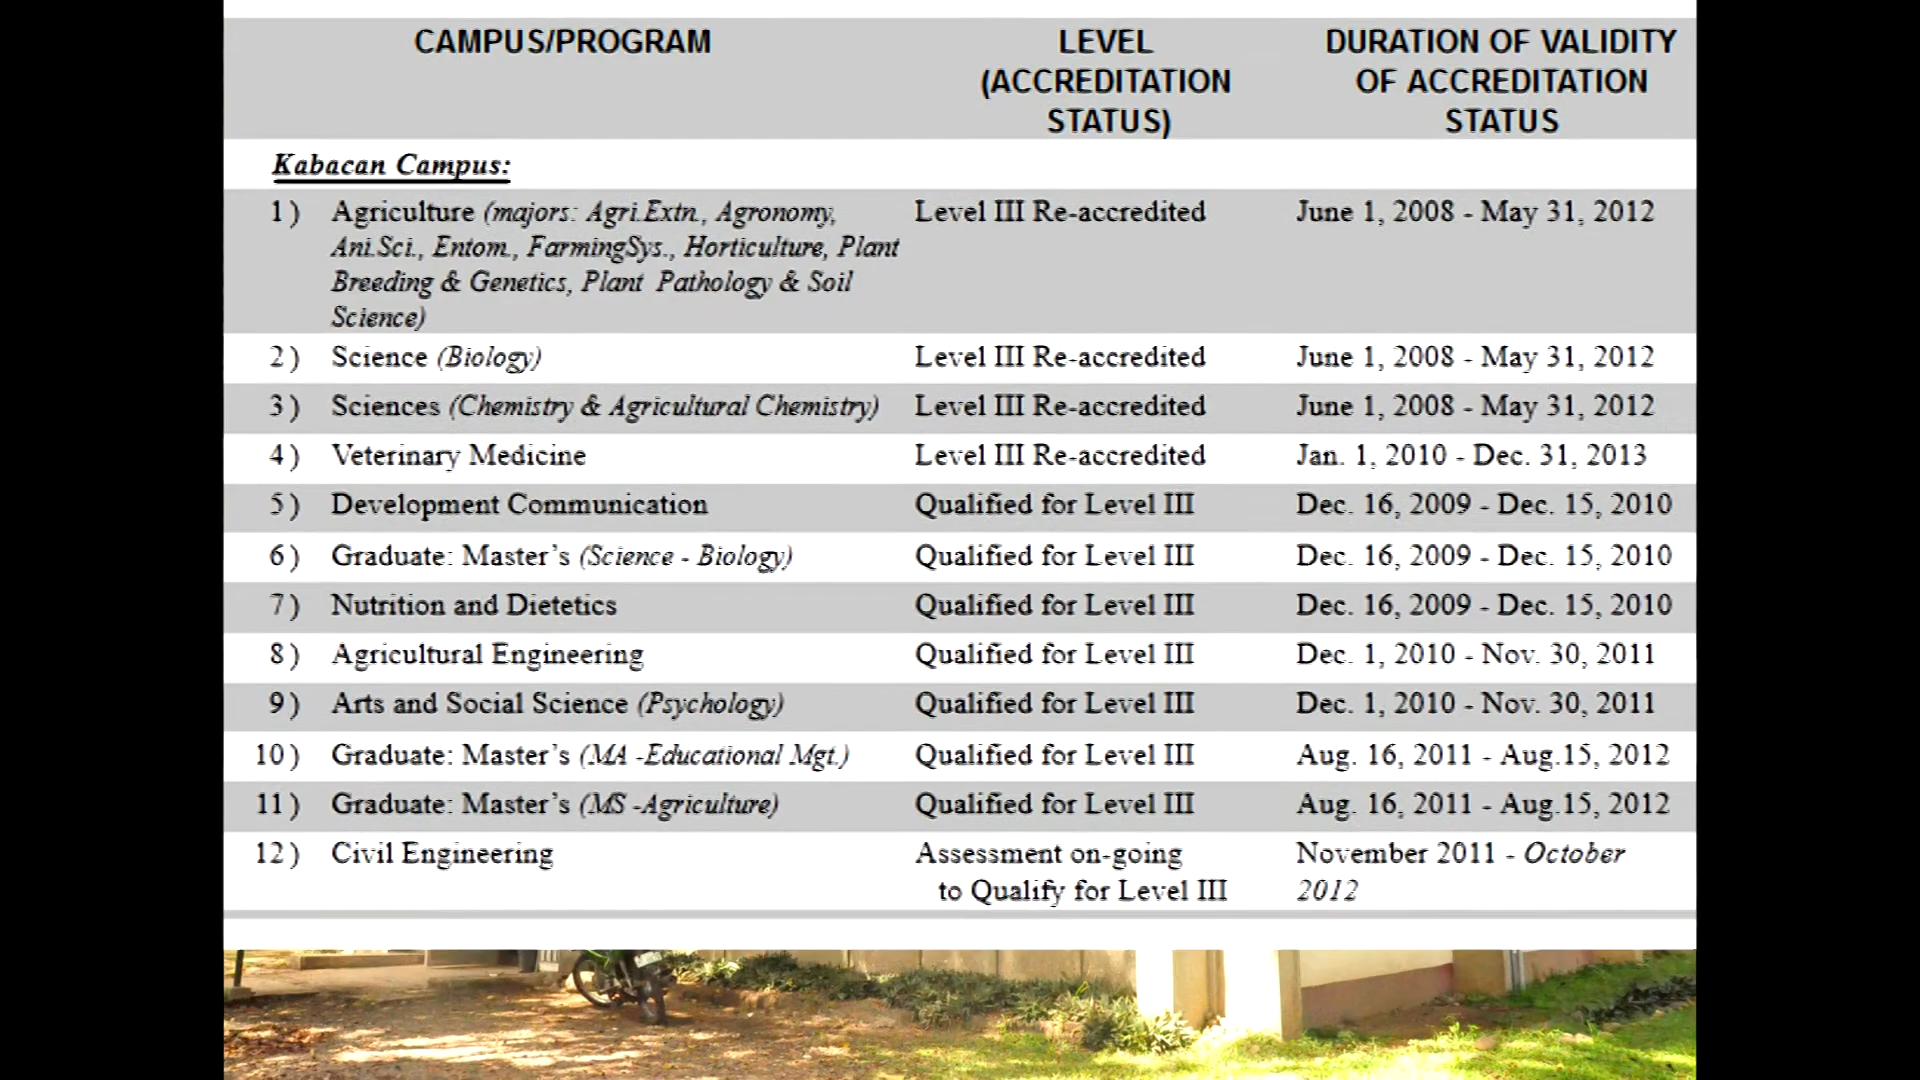 CAMPUS/PROGRAM
LEVEL
(ACCREDITATION
STATUS)
DURATION OF VALIDITY
OF ACCREDITATION
STATUS
Kabacan Campus:
1) Agriculture (majors: Agri.Extn., Agronomy, Level III Re-accredited June 1, 2008 - May 31, 2012
Ani.Sci., Entom., FarmingSys., Horticulture, Plant
Breeding & Genetics, Plant Pathology & Soil
Science)
2) Science (Biology) Level III Re-accredited June 1, 2008 - May 31, 2012
3) Sciences (Chemistry & Agricultural Chemistry) Level III Re-accredited June 1, 2008 - May 31, 2012
4) Veterinary Medicine Level III Re-accredited Jan. 1, 2010 - Dec. 31, 2013
5) Development Communication Qualified for Level III Dec. 16, 2009 - Dec. 15, 2010
6) Graduate: Master's (Science - Biology) Qualified for Level III Dec. 16, 2009 - Dec. 15, 2010
7) Nutrition and Dietetics Qualified for Level III Dec. 16, 2009 - Dec. 15, 2010
8) Agricultural Engineering Qualified for Level III Dec. 1, 2010 - Nov. 30, 2011
9) Arts and Social Science (Psychology) Qualified for Level III Dec. 1, 2010 - Nov. 30, 2011
10) Graduate: Master's (MA -Educational Mgt.) Qualified for Level III Aug. 16, 2011 - Aug.15, 2012
11) Graduate: Master's (MS -Agriculture) Qualified for Level III Aug. 16, 2011 - Aug.15, 2012
12) Civil Engineering Assessment on-going November 2011 - October
to Qualify for Level III 2012